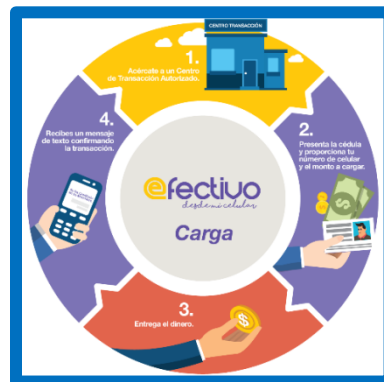 CENTRO TRANSACCIÓN
1.
Acércate a un Centro
de Transacción Autorizado.
2.
Presenta la cédula
y proporciona tu
número de celular
y el monto a cargar.
3.
Entrega el dinero.
4.
Recibes un mensaje
de texto confirmando
la transacción.
efectivo
desde mi celular
Carga